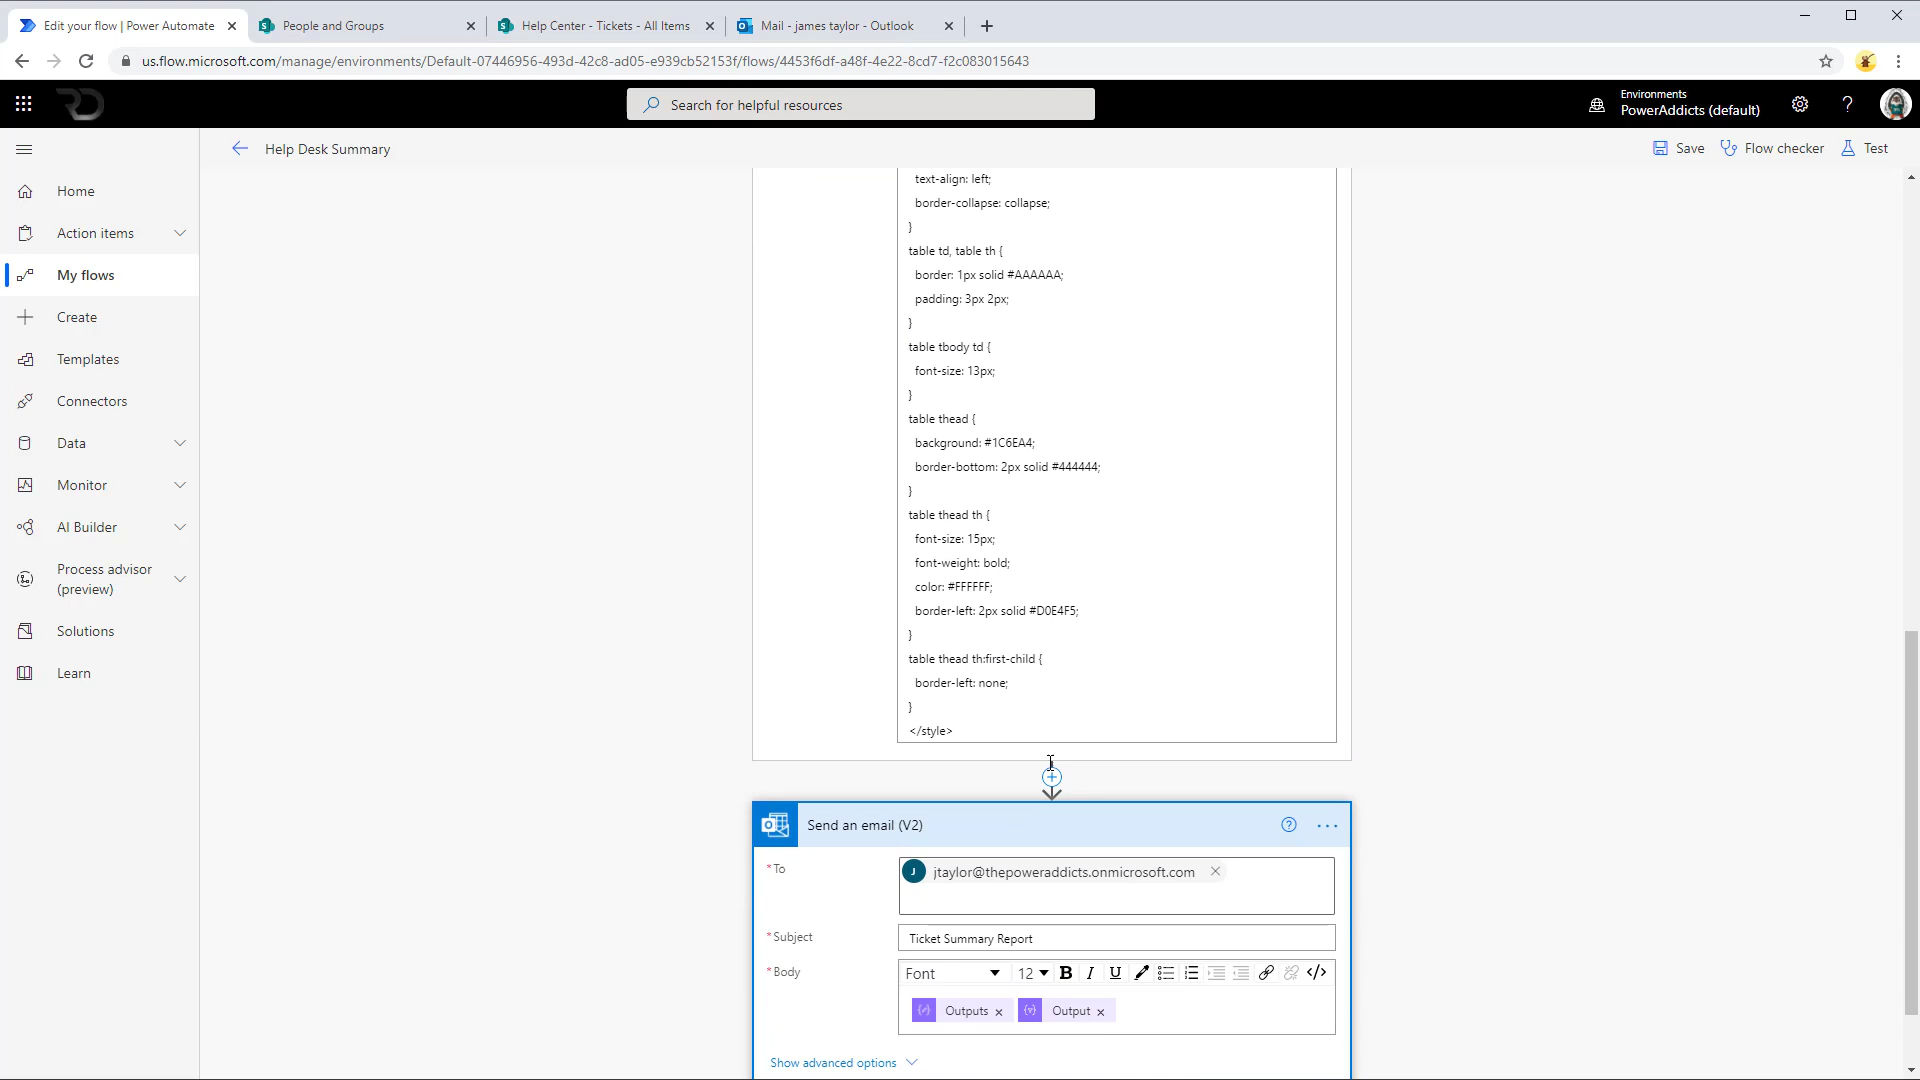 Edit your flow | Power Automate
People and Groups
Help Center - Tickets - All Items
Mail - james taylor - Outlook
us.flow.microsoft.com/manage/environments/Default-07446956-493d-42c8-ad05-e939cb52153f/flows/4453f6df-a48f-4e22-8cd7-f2c083015643
Search for helpful resources
Environments
PowerAddicts (default)
Help Desk Summary
Save
Flow checker
Test
Home
Action items
My flows
Create
Templates
Connectors
Data
Monitor
AI Builder
Process advisor
(preview)
Solutions
Learn
text-align: left;
border-collapse: collapse;
}
table td, table th {
border: 1px solid #AAAAAA;
padding: 3px 2px;
}
table tbody td {
font-size: 13px;
}
table thead {
background: #1C6EA4;
border-bottom: 2px solid #444444;
}
table thead th {
font-size: 15px;
font-weight: bold;
color: #FFFFFF;
border-left: 2px solid #D0E4F5;
}
table thead th:first-child {
border-left: none;
}
</style>
Send an email (V2)
* To
J jtaylor@thepoweraddicts.onmicrosoft.com
* Subject
Ticket Summary Report
* Body
Font 12 B I U </>
Outputs × Output ×
Show advanced options